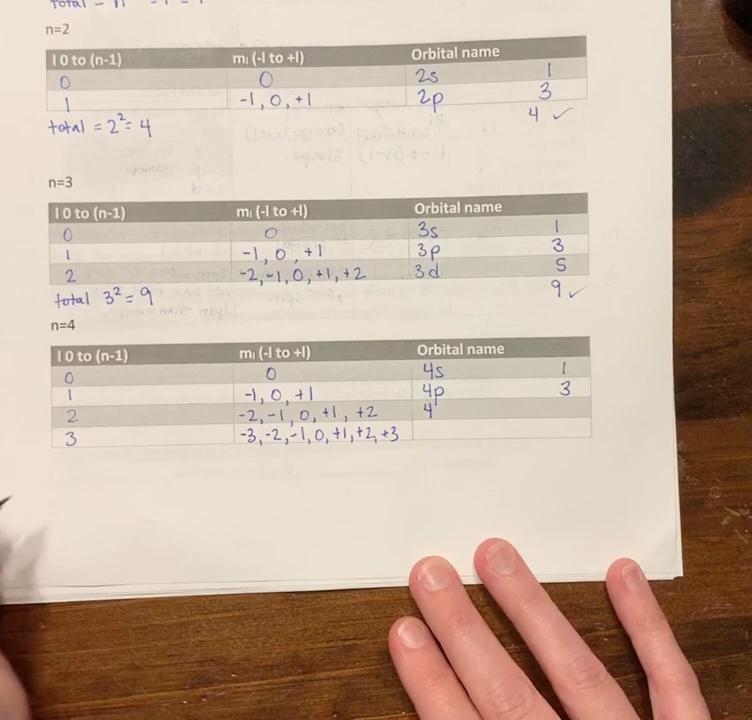 n=2
l 0 to (n-1) ml (-l to +l) Orbital name
0 0 2s 1
1 -1, 0, +1 2p 3
total = 2² = 4 4 ✓
n=3
l 0 to (n-1) ml (-l to +l) Orbital name
0 0 3s 1
1 -1, 0, +1 3p 3
2 -2, -1, 0, +1, +2 3d 5
total 3² = 9 9 ✓
n=4
l 0 to (n-1) ml (-l to +l) Orbital name
0 0 4s 1
1 -1, 0, +1 4p 3
2 -2, -1, 0, +1, +2 4
3 -3, -2, -1, 0, +1, +2, +3